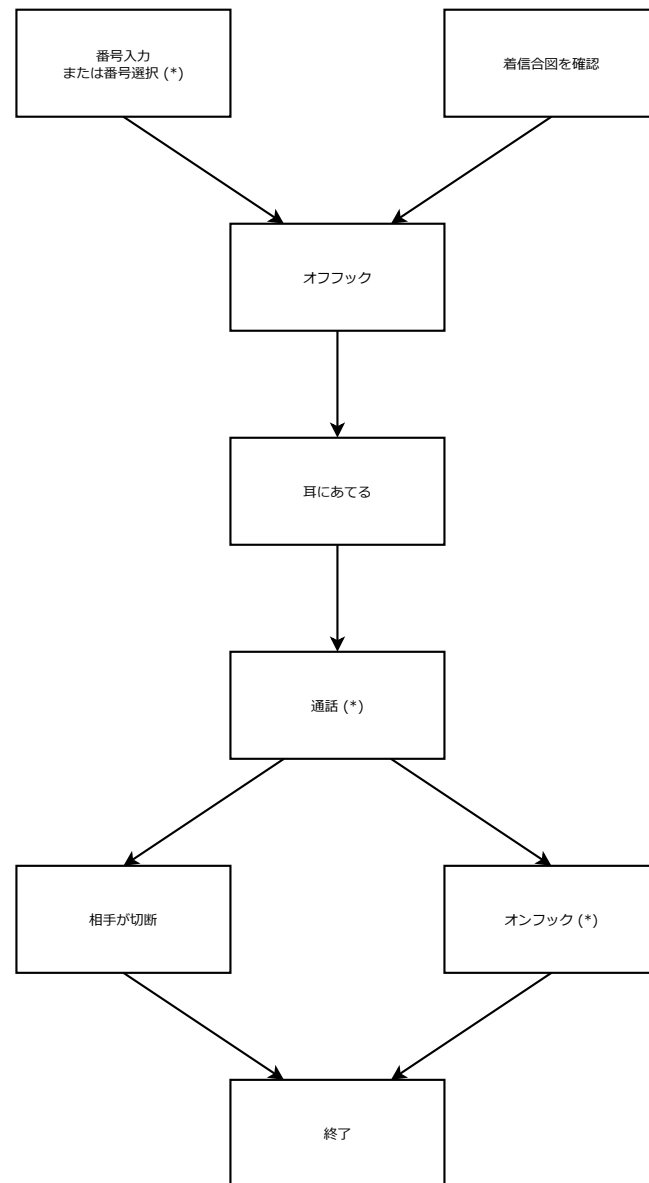 番号入力
または番号選択 (*)
着信合図を確認
オフフック
耳にあてる
通話 (*)
相手が切断
オンフック (*)
終了